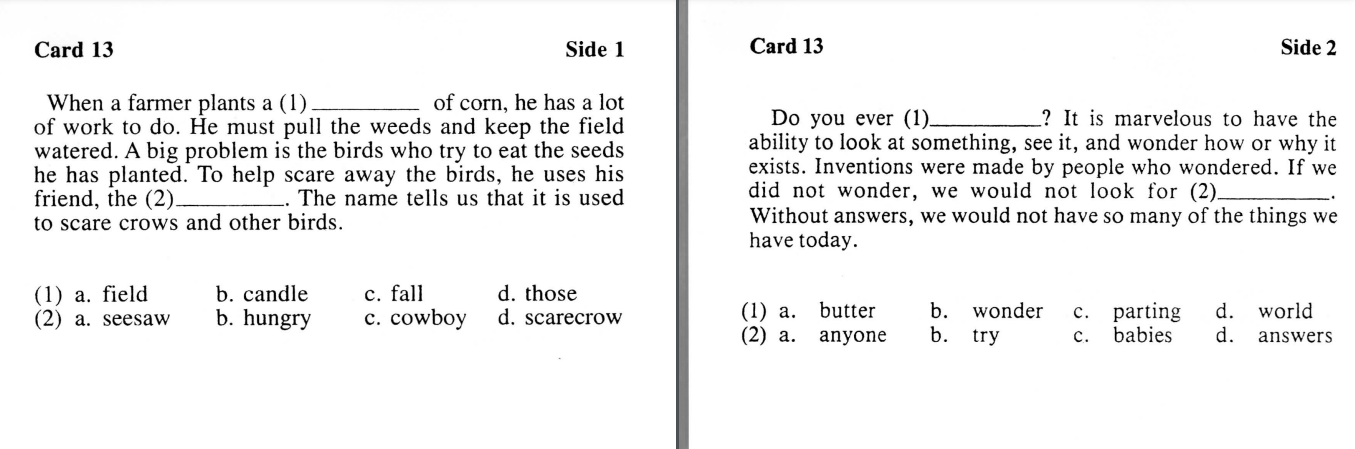 Card 13 Side 1
When a farmer plants a (1) __________ of corn, he has a lot
of work to do. He must pull the weeds and keep the field
watered. A big problem is the birds who try to eat the seeds
he has planted. To help scare away the birds, he uses his
friend, the (2)__________. The name tells us that it is used
to scare crows and other birds.
(1) a. field b. candle c. fall d. those
(2) a. seesaw b. hungry c. cowboy d. scarecrow
Card 13 Side 2
Do you ever (1)__________? It is marvelous to have the
ability to look at something, see it, and wonder how or why it
exists. Inventions were made by people who wondered. If we
did not wonder, we would not look for (2)__________.
Without answers, we would not have so many of the things we
have today.
(1) a. butter b. wonder c. parting d. world
(2) a. anyone b. try c. babies d. answers